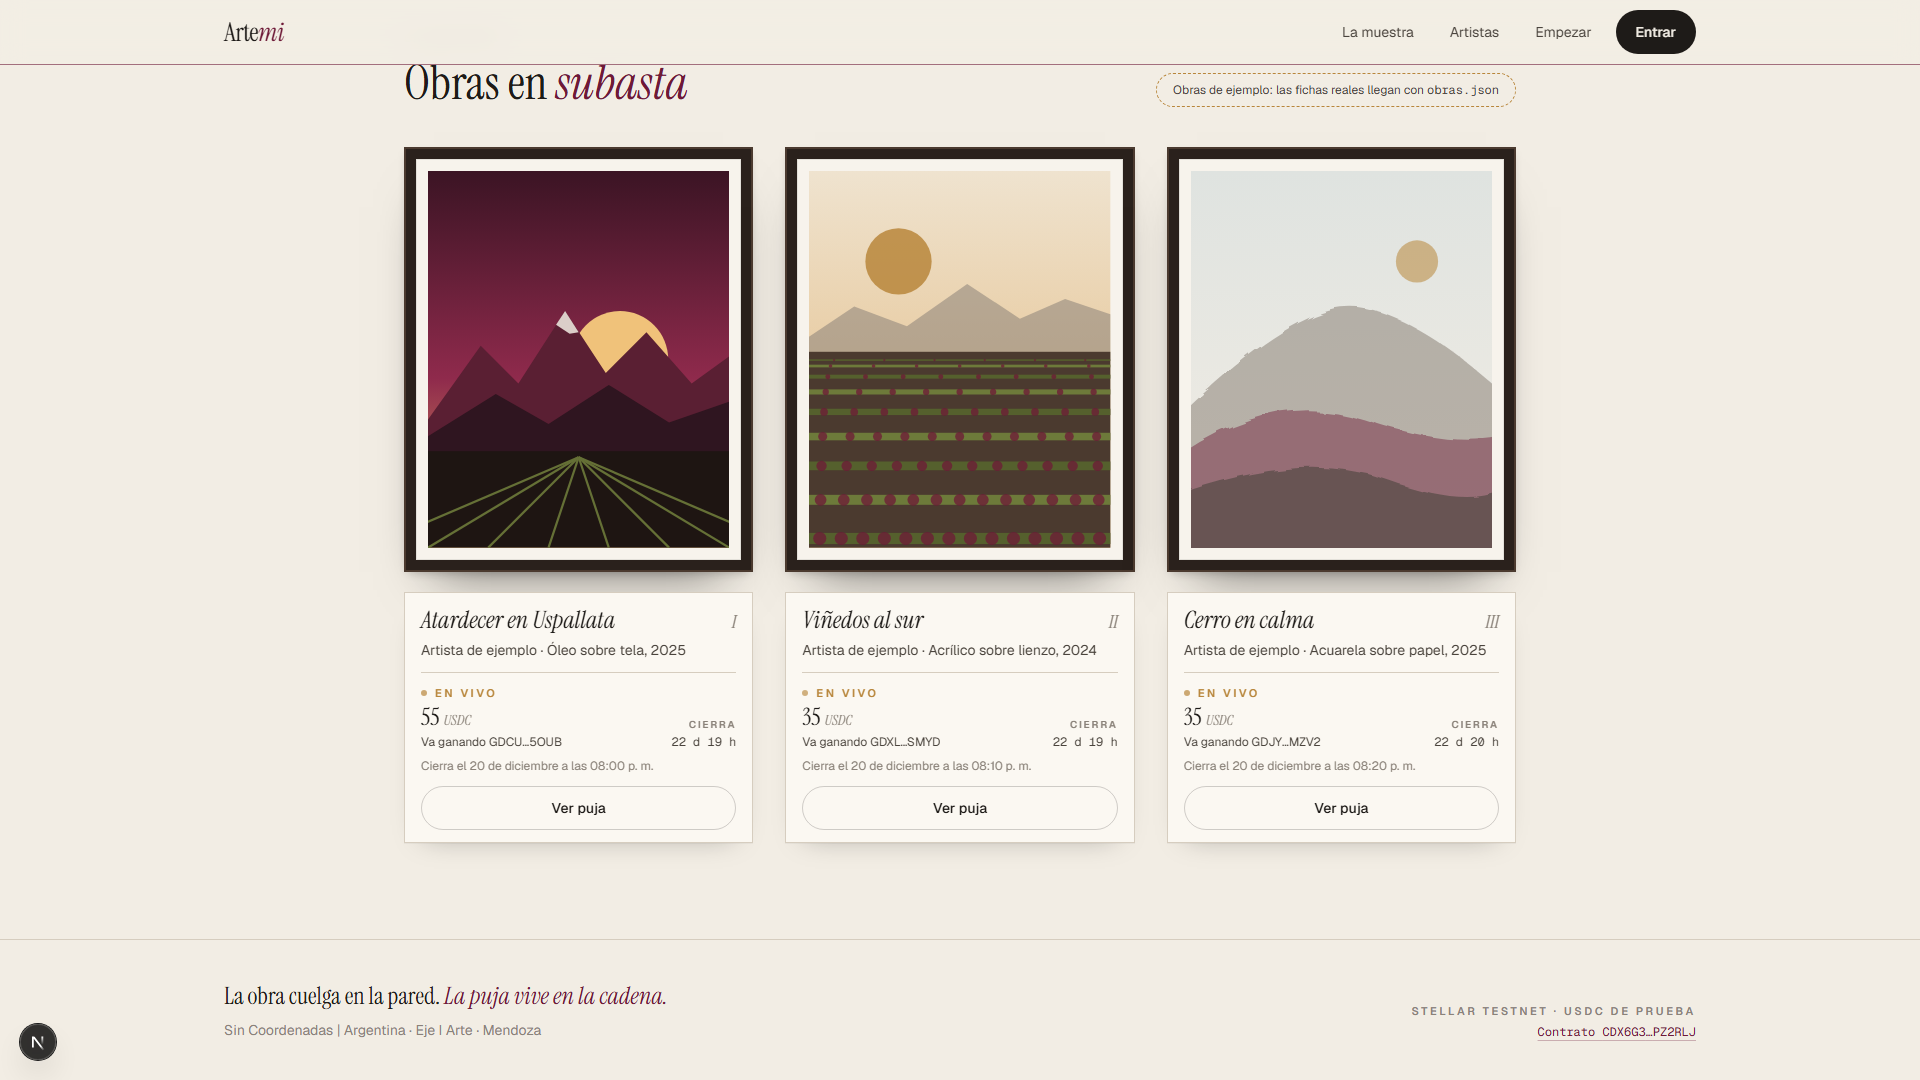 Artemi
La muestra
Artistas
Empezar
Entrar
Obras en subasta
Obras de ejemplo: las fichas reales llegan con obras.json
Atardecer en Uspallata
I
Artista de ejemplo · Óleo sobre tela, 2025
EN VIVO
55 USDC
CIERRA
Va ganando GDCU…5OUB
22 d 19 h
Cierra el 20 de diciembre a las 08:00 p. m.
Ver puja
Viñedos al sur
II
Artista de ejemplo · Acrílico sobre lienzo, 2024
EN VIVO
35 USDC
CIERRA
Va ganando GDXL…SMYD
22 d 19 h
Cierra el 20 de diciembre a las 08:10 p. m.
Ver puja
Cerro en calma
III
Artista de ejemplo · Acuarela sobre papel, 2025
EN VIVO
35 USDC
CIERRA
Va ganando GDJY…MZV2
22 d 20 h
Cierra el 20 de diciembre a las 08:20 p. m.
Ver puja
La obra cuelga en la pared. La puja vive en la cadena.
Sin Coordenadas | Argentina · Eje I Arte · Mendoza
STELLAR TESTNET · USDC DE PRUEBA
Contrato CDX6G3…PZ2RLJ
N